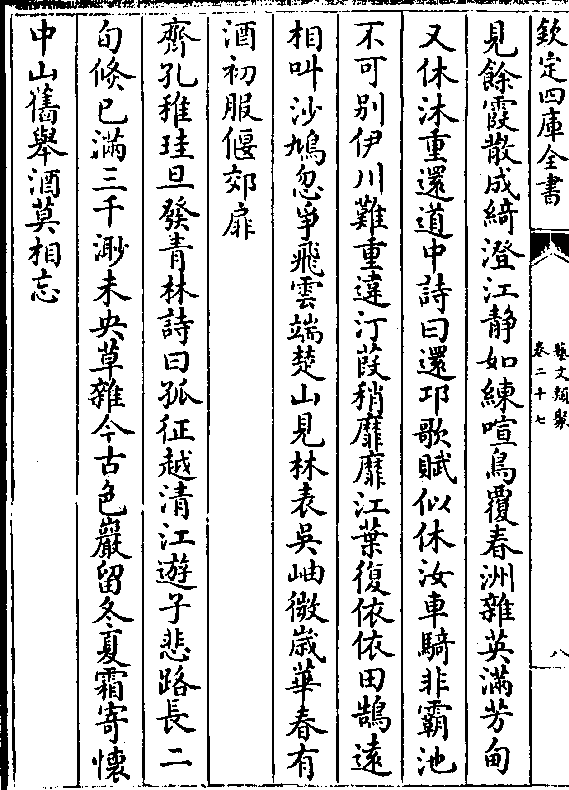 欽定四庫全書
藝文類聚
卷二十七
八
見餘霞散成綺澄江静如練喧鳥覆春洲雜英滿芳甸
又休沐重還道中詩曰還邛歌賦似休汝車騎非霸池
不可别伊川難重違汀葭稍靡靡江葉復依依田鵠遠
相叫沙鴇忽爭飛雲端楚山見林表吳岫微嵗華春有
酒初服偃郊扉
齊孔稚珪旦發青林詩曰孤征越清江遊子悲路長二
旬倐已滿三千渺未央草雜今古色巖留冬夏霜寄懷
中山舊舉酒莫相忘